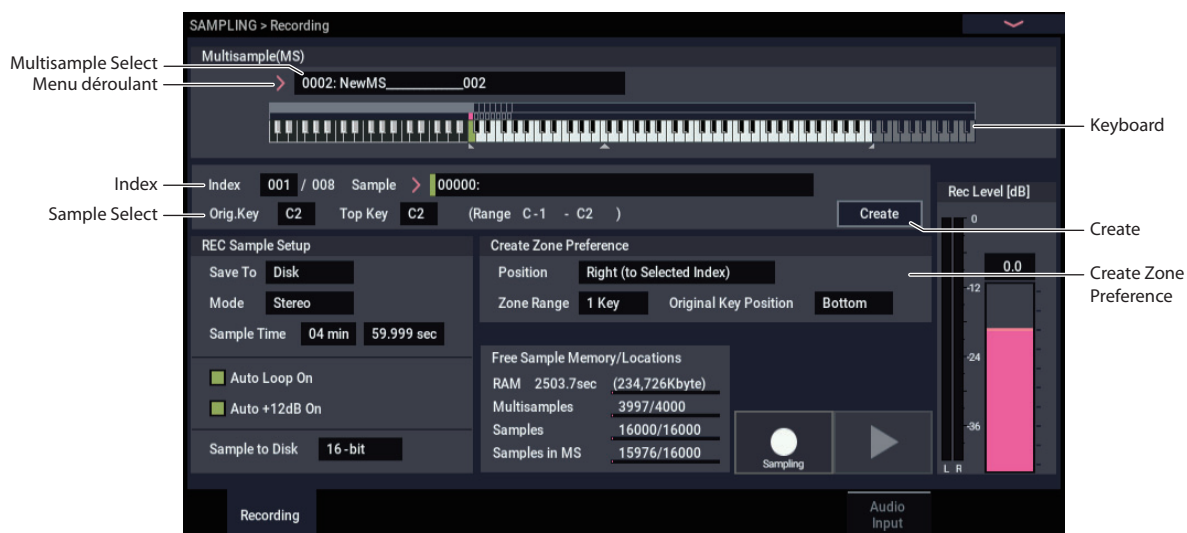 SAMPLING > Recording
Multisample(MS)
Multisample Select
Menu déroulant
0002: NewMS__________002
Keyboard
Index
Index 001 / 008 Sample 00000:
Sample Select
Orig.Key C2 Top Key C2 (Range C-1 - C2 )
Create
Create
Rec Level [dB]
0
0.0
-12
-24
-36
L R
REC Sample Setup
Save To Disk
Mode Stereo
Sample Time 04 min 59.999 sec
Auto Loop On
Auto +12dB On
Sample to Disk 16-bit
Create Zone Preference
Position Right (to Selected Index)
Zone Range 1 Key Original Key Position Bottom
Create Zone
Preference
Free Sample Memory/Locations
RAM 2503.7sec (234,726Kbyte)
Multisamples 3997/4000
Samples 16000/16000
Samples in MS 15976/16000
Sampling
Recording
Audio
Input